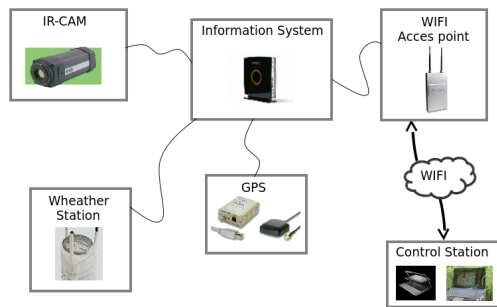 IR-CAM
Information System
WIFI
Acces point
Wheather
Station
GPS
WIFI
Control Station